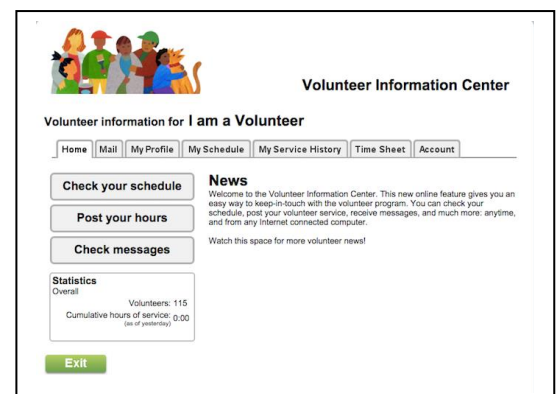 Volunteer Information Center
Volunteer information for I am a Volunteer
Home Mail My Profile My Schedule My Service History Time Sheet Account
Check your schedule
Post your hours
Check messages
News
Welcome to the Volunteer Information Center. This new online feature gives you an
easy way to keep-in-touch with the volunteer program. You can check your
schedule, post your volunteer service, receive messages, and much more: anytime,
and from any Internet connected computer.
Watch this space for more volunteer news!
Statistics
Overall
Volunteers: 115
Cumulative hours of service: 0:00
(as of yesterday)
Exit